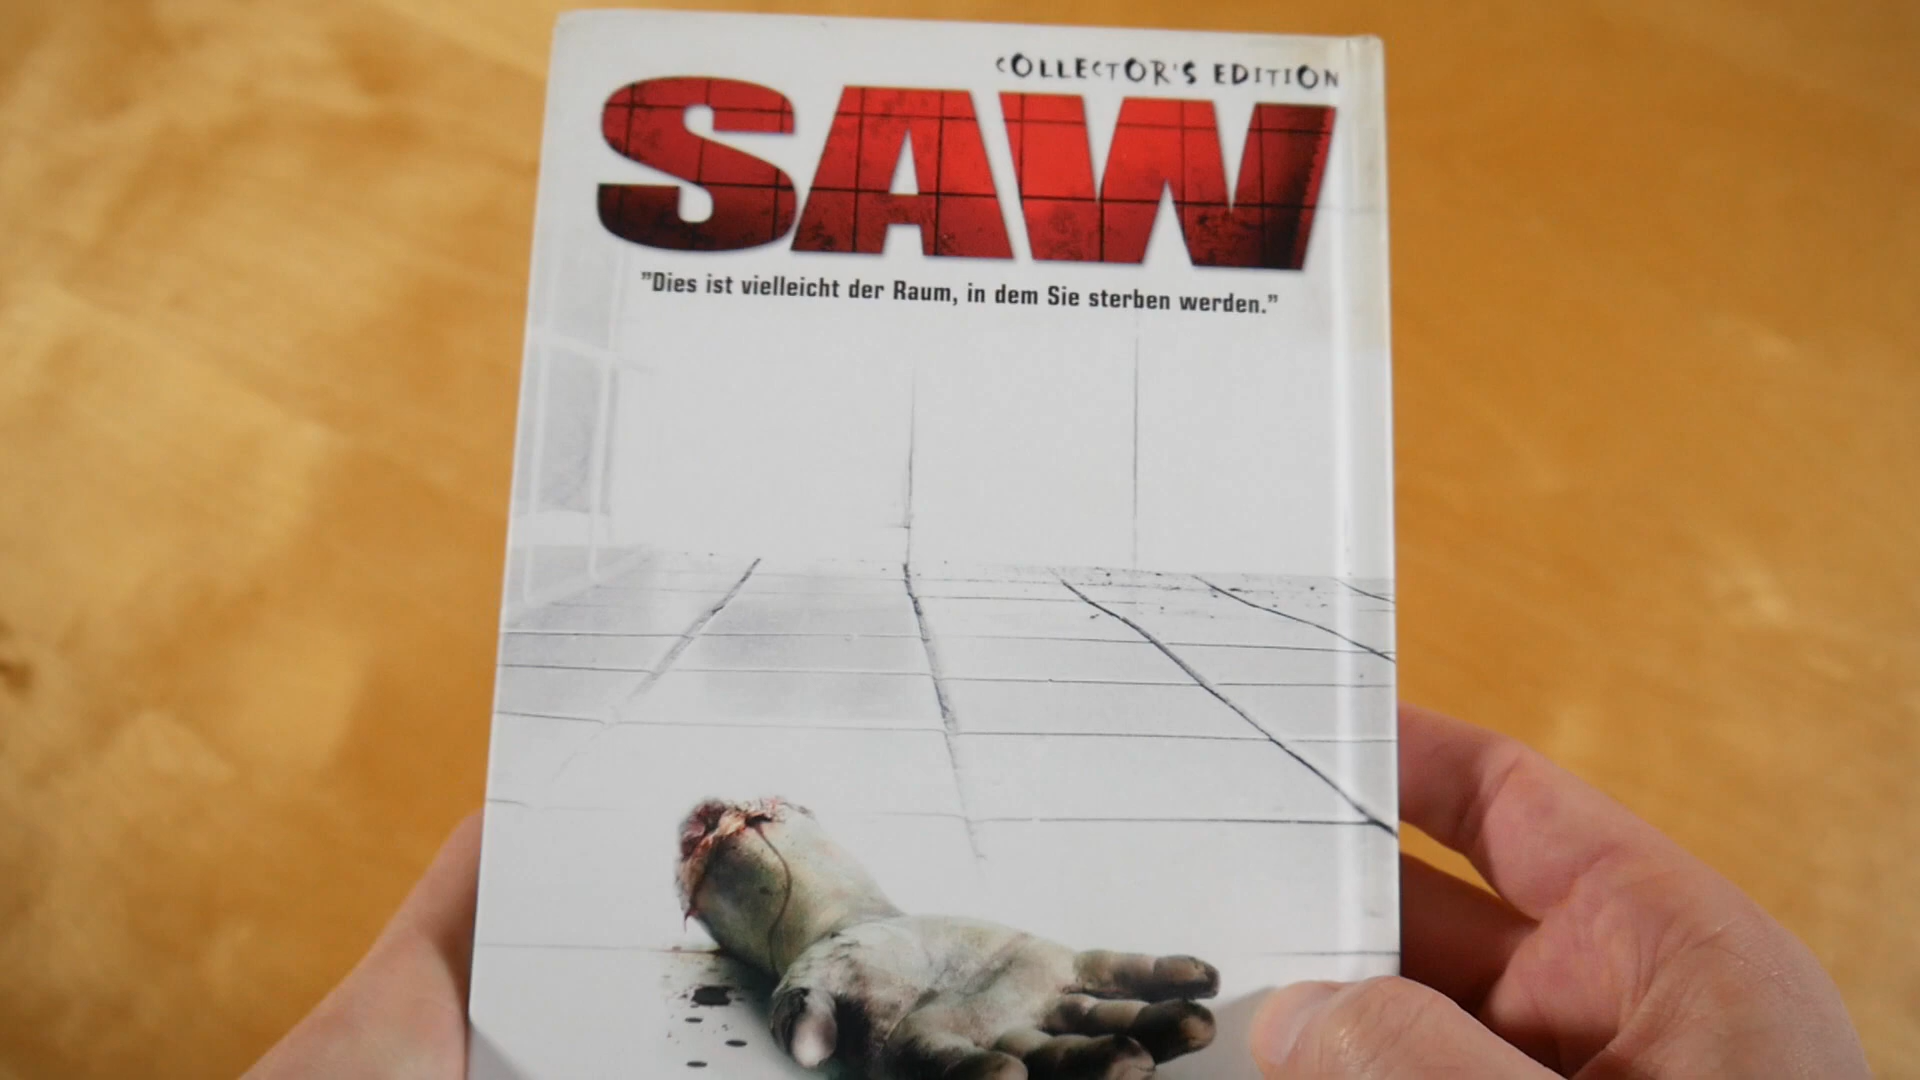 COLLECTOR'S EDITION
SAW
"Dies ist vielleicht der Raum, in dem Sie sterben werden."